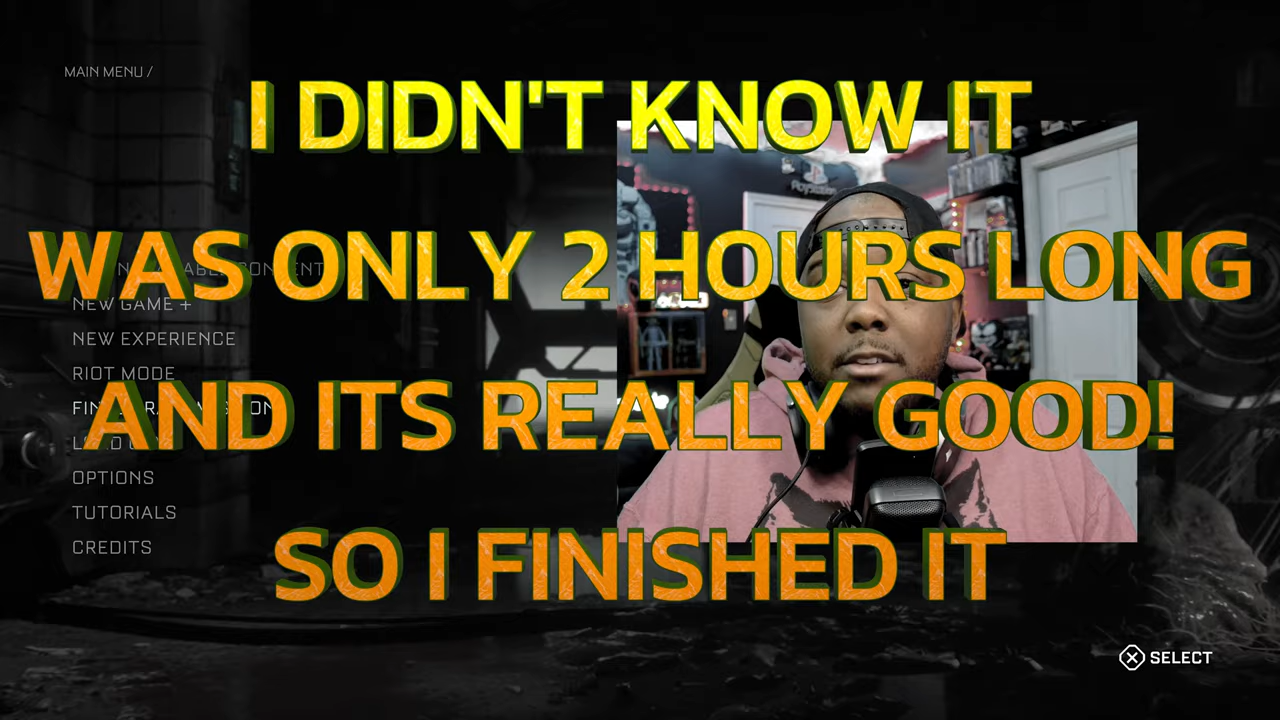 MAIN MENU /
I DIDN'T KNOW IT
WAS ONLY 2 HOURS LONG
NEW GAME +
NEW EXPERIENCE
RIOT MODE
AND ITS REALLY GOOD!
OPTIONS
TUTORIALS
CREDITS
SO I FINISHED IT
SELECT
PlayStation